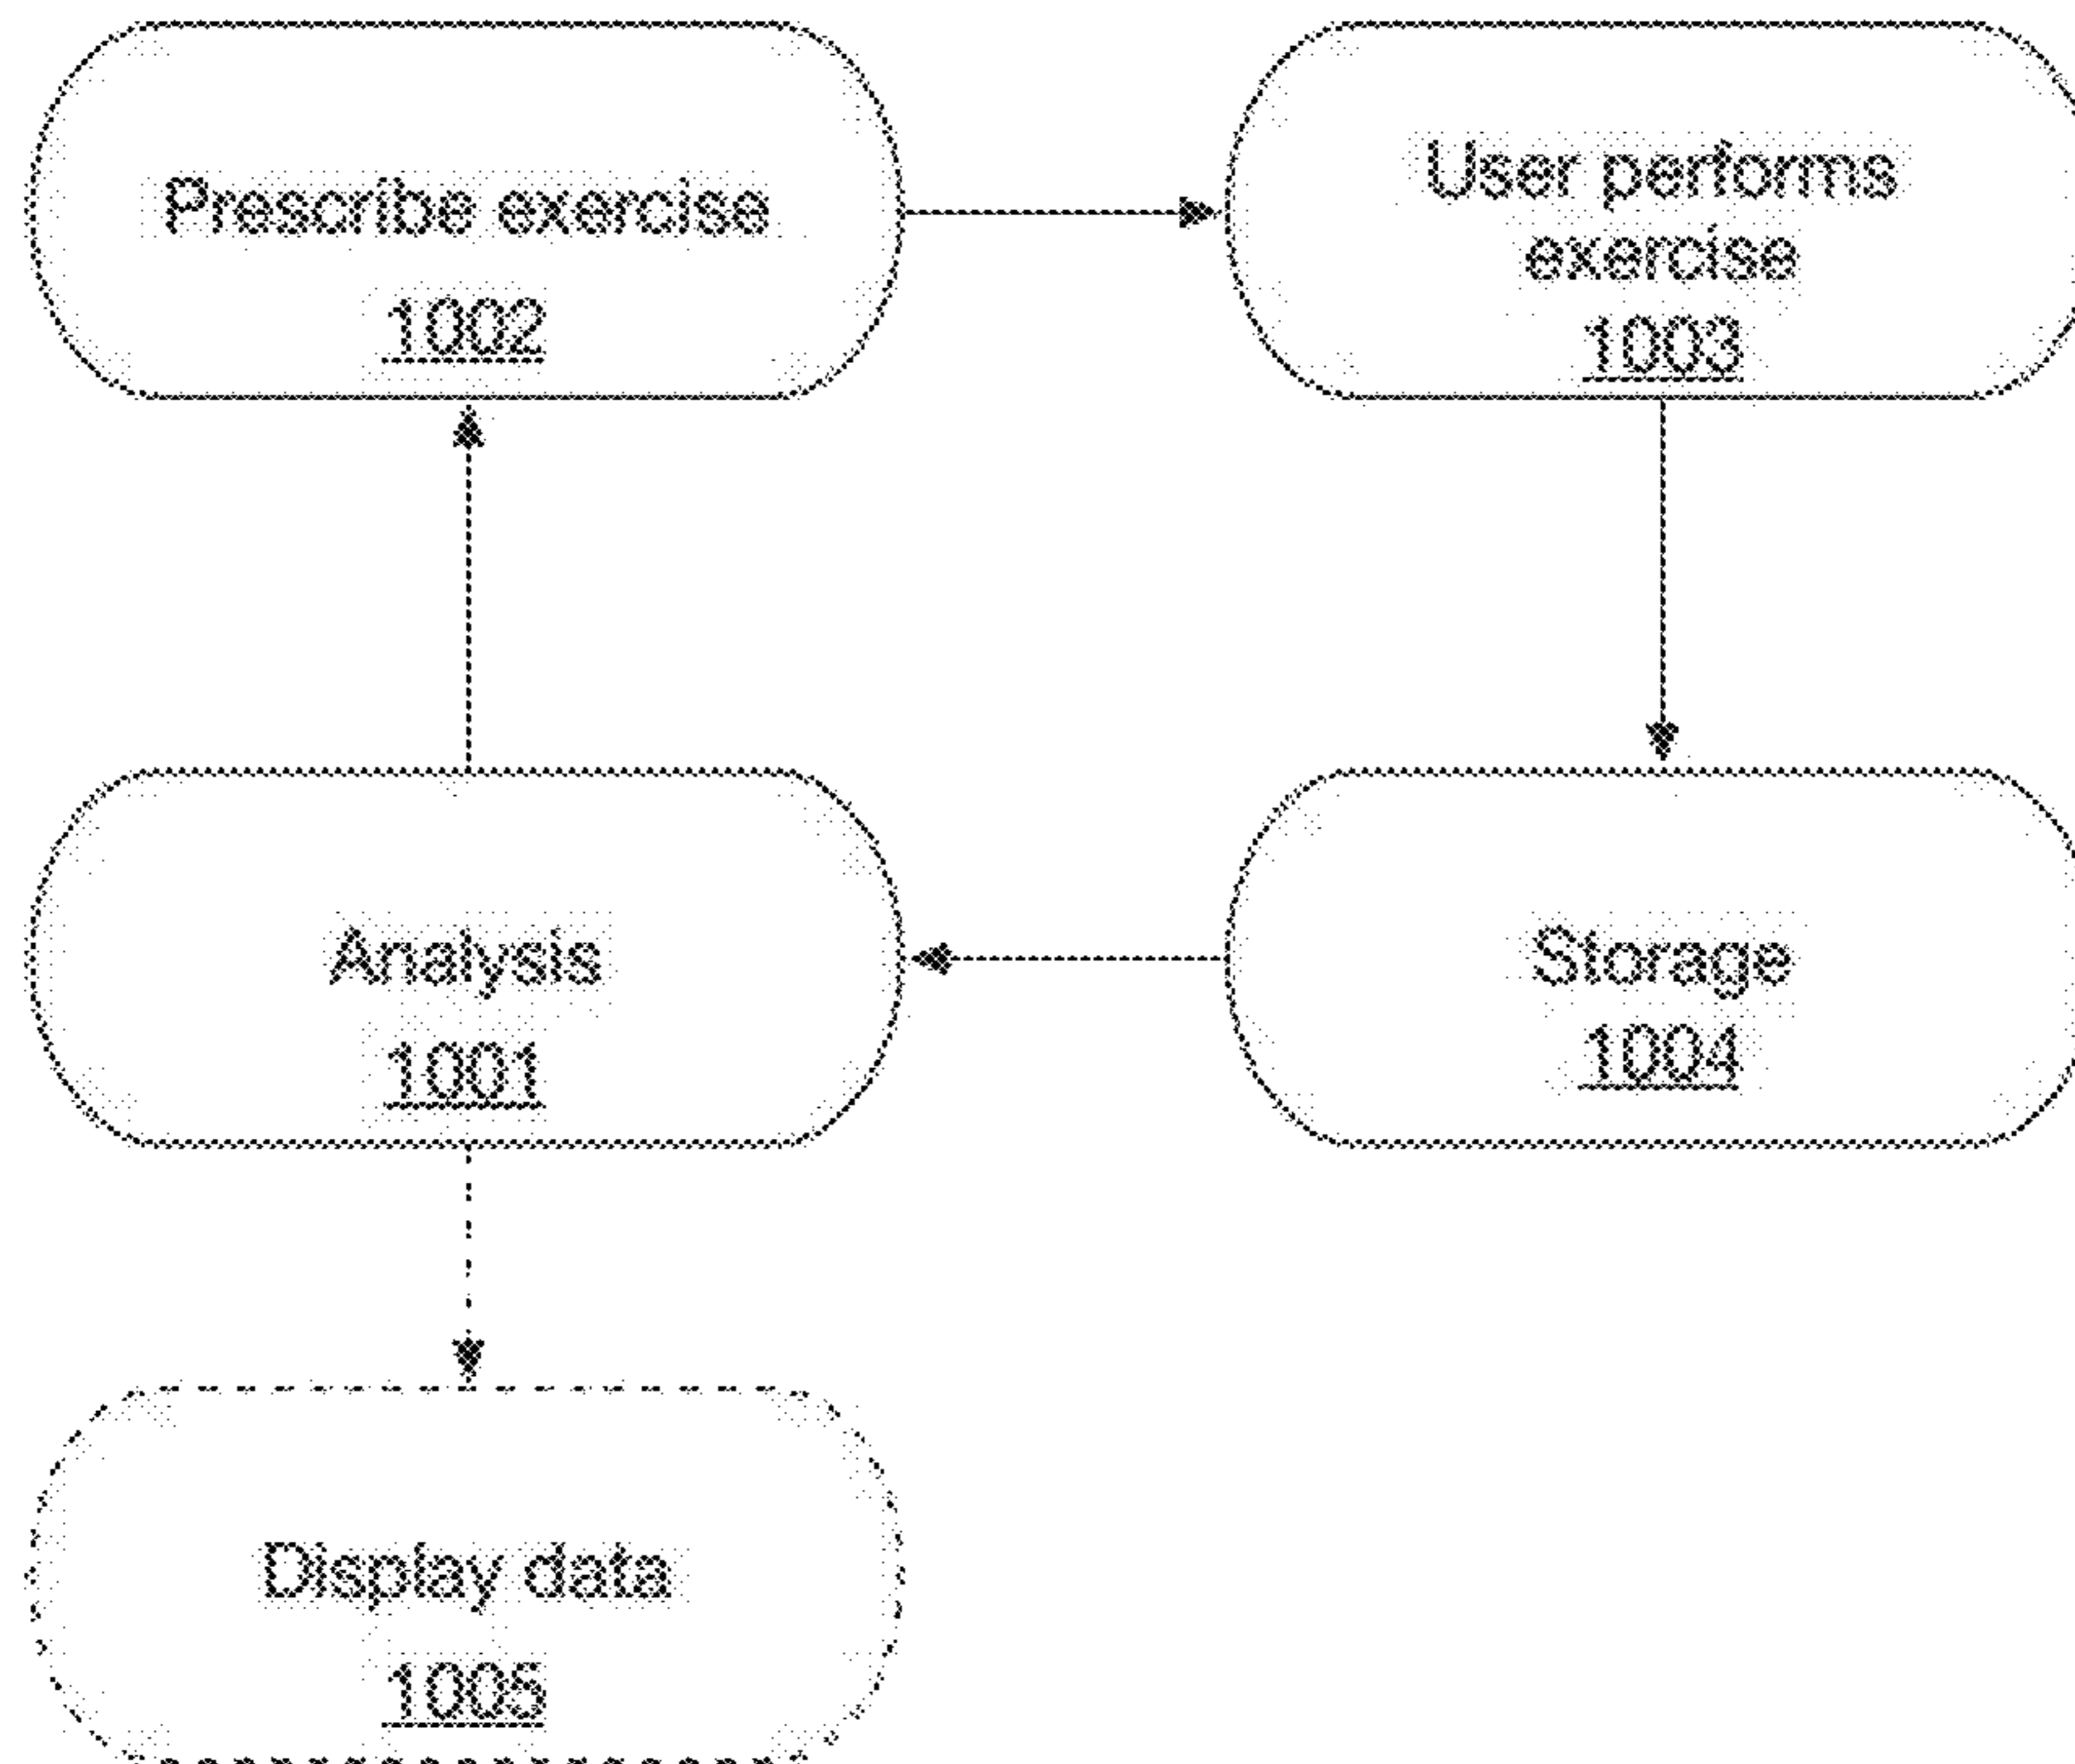 Prescribe exercise
1002
User performs
exercise
1003
Analysis
1001
Storage
1004
Display data
1005